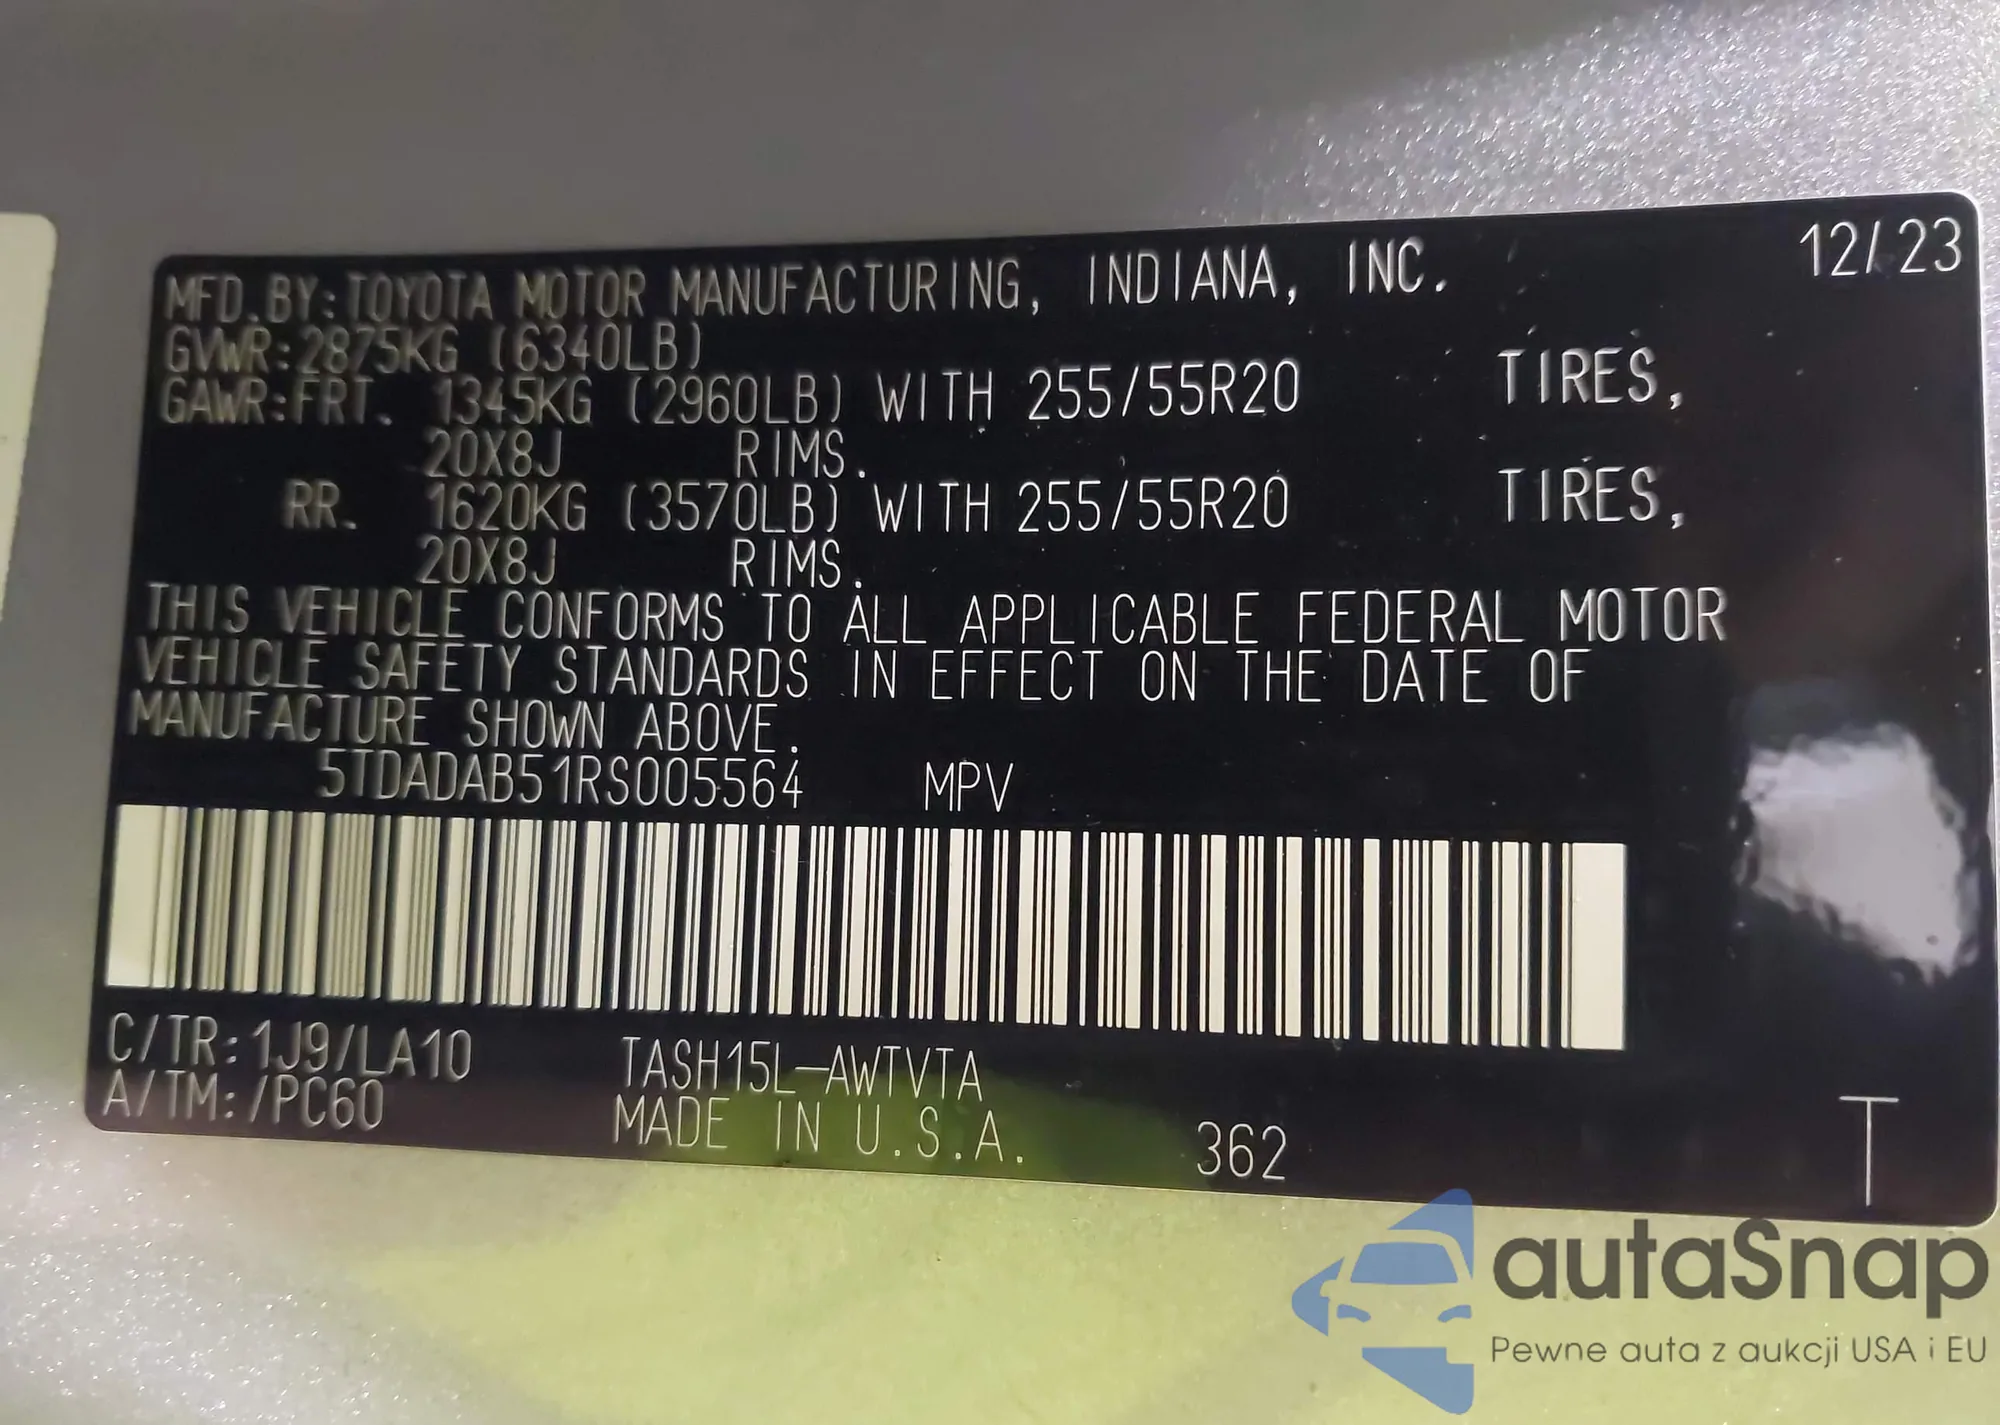 12/23
MFD.BY:TOYOTA MOTOR MANUFACTURING, INDIANA, INC.
GVWR:2875KG (6340LB)
GAWR:FRT. 1345KG (2960LB) WITH 255/55R20 TIRES,
20X8J RIMS.
RR. 1620KG (3570LB) WITH 255/55R20 TIRES,
20X8J RIMS.
THIS VEHICLE CONFORMS TO ALL APPLICABLE FEDERAL MOTOR
VEHICLE SAFETY STANDARDS IN EFFECT ON THE DATE OF
MANUFACTURE SHOWN ABOVE.
5TDADAB51RS005564 MPV
C/TR:1J9/LA10 TASH15L-AWTVTA
A/TM:/PC60 MADE IN U.S.A. 362 T
autaSnap
Pewne auta z aukcji USA i EU